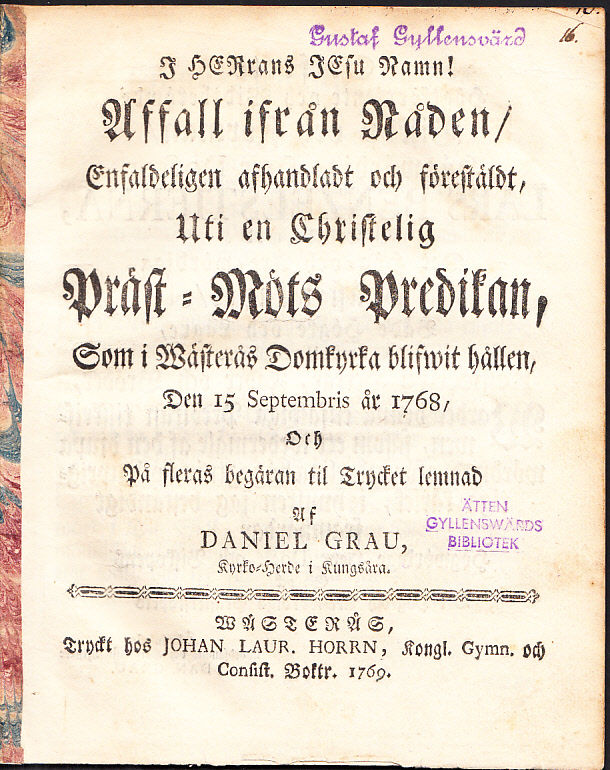 Gustaf Gyllensvärd
16.
I HERrans JEsu Namn!
Affall ifrån Nåden/
Enfaldeligen afhandladt och förestäldt,
Uti en Christelig
Präst-Möts Predikan,
Som i Wästerås Domkyrka blifwit hållen,
Den 15 Septembris år 1768/
Och
På fleras begäran til Trycket lemnad
Af
DANIEL GRAU,
Kyrko-Herde i Kungsåra.
ÄTTEN
GYLLENSWÄRDS
BIBLIOTEK
WÄSTERÅS,
Tryckt hos JOHAN LAUR. HORRN, Kongl. Gymn. och
Consist. Boktr. 1769.